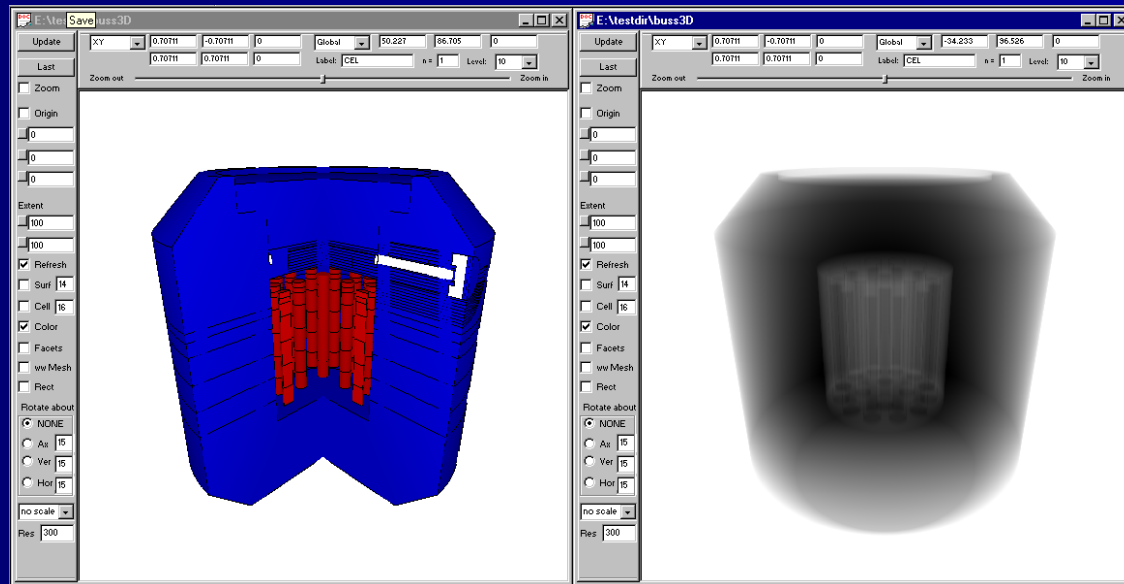 E:\test Save buss3D
Update XY 0.70711 -0.70711 0 Global 50.227 86.705 0
0.70711 0.70711 0 Label: CEL n = 1 Level: 10
Last
Zoom out Zoom in
Zoom
Origin
0
0
0
Extent
100
100
Refresh
Surf 14
Cell 16
Color
Facets
ww Mesh
Rect
Rotate about
NONE
Ax 15
Ver 15
Hor 15
no scale
Res 300
E:\testdir\buss3D
Update XY 0.70711 -0.70711 0 Global -34.233 96.526 0
0.70711 0.70711 0 Label: CEL n = 1 Level: 10
Last
Zoom out Zoom in
Zoom
Origin
0
0
0
Extent
100
100
Refresh
Surf 14
Cell 16
Color
Facets
ww Mesh
Rect
Rotate about
NONE
Ax 15
Ver 15
Hor 15
no scale
Res 300